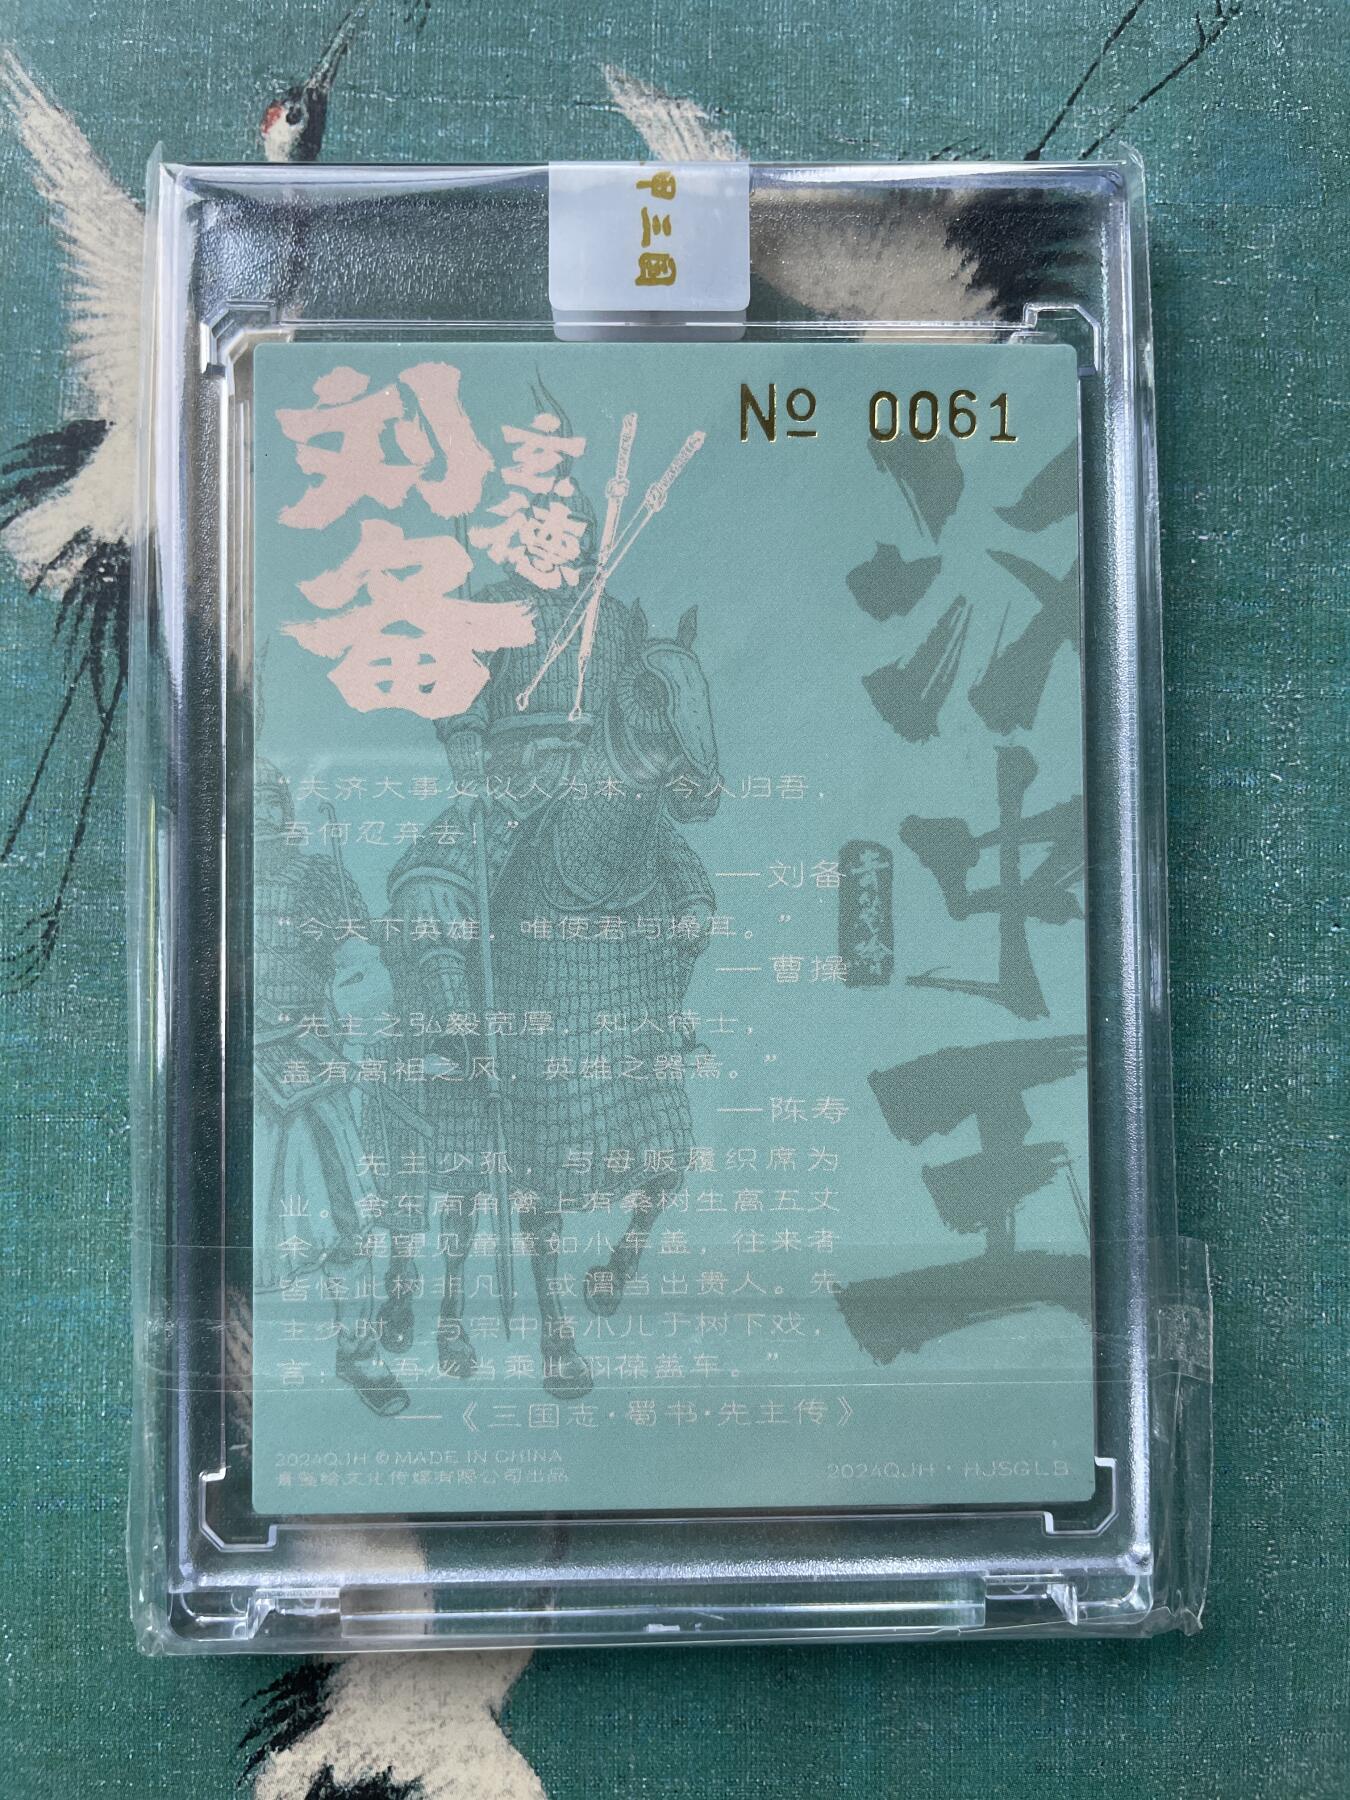 甲三国
No 0061
刘备
玄德
汉中王
“夫济大事必以人为本，今人归吾，
吾何忍弃去！”
—刘备
“今天下英雄，唯使君与操耳。”
—曹操
“先主之弘毅宽厚，知人待士，
盖有高祖之风，英雄之器焉。”
—陈寿
先主少孤，与母贩履织席为
业。舍东南角篱上有桑树生高五丈
余，遥望见童童如小车盖，往来者
皆怪此树非凡，或谓当出贵人。先
主少时，与宗中诸小儿于树下戏，
言：“吾必当乘此羽葆盖车。”
—《三国志·蜀书·先主传》
2024QJH © MADE IN CHINA
2024QJH · HJSGLB